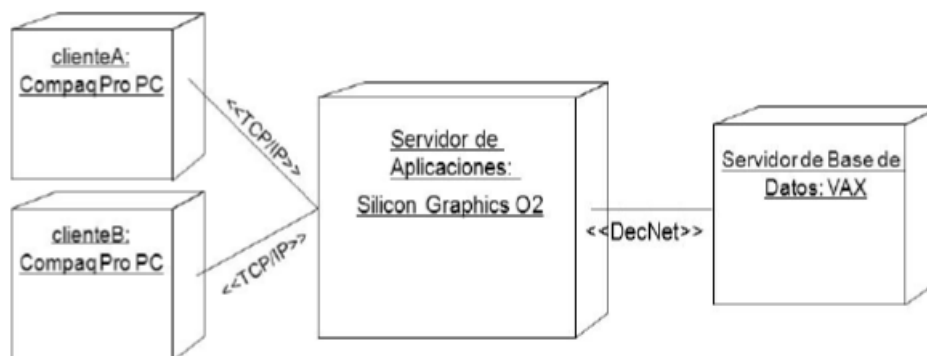 clienteA:
Compaq Pro PC
<<TCP/IP>>
Servidor de
Aplicaciones:
Silicon Graphics O2
Servidor de Base de
Datos: VAX
<<DecNet>>
clienteB:
Compaq Pro PC
<<TCP/IP>>